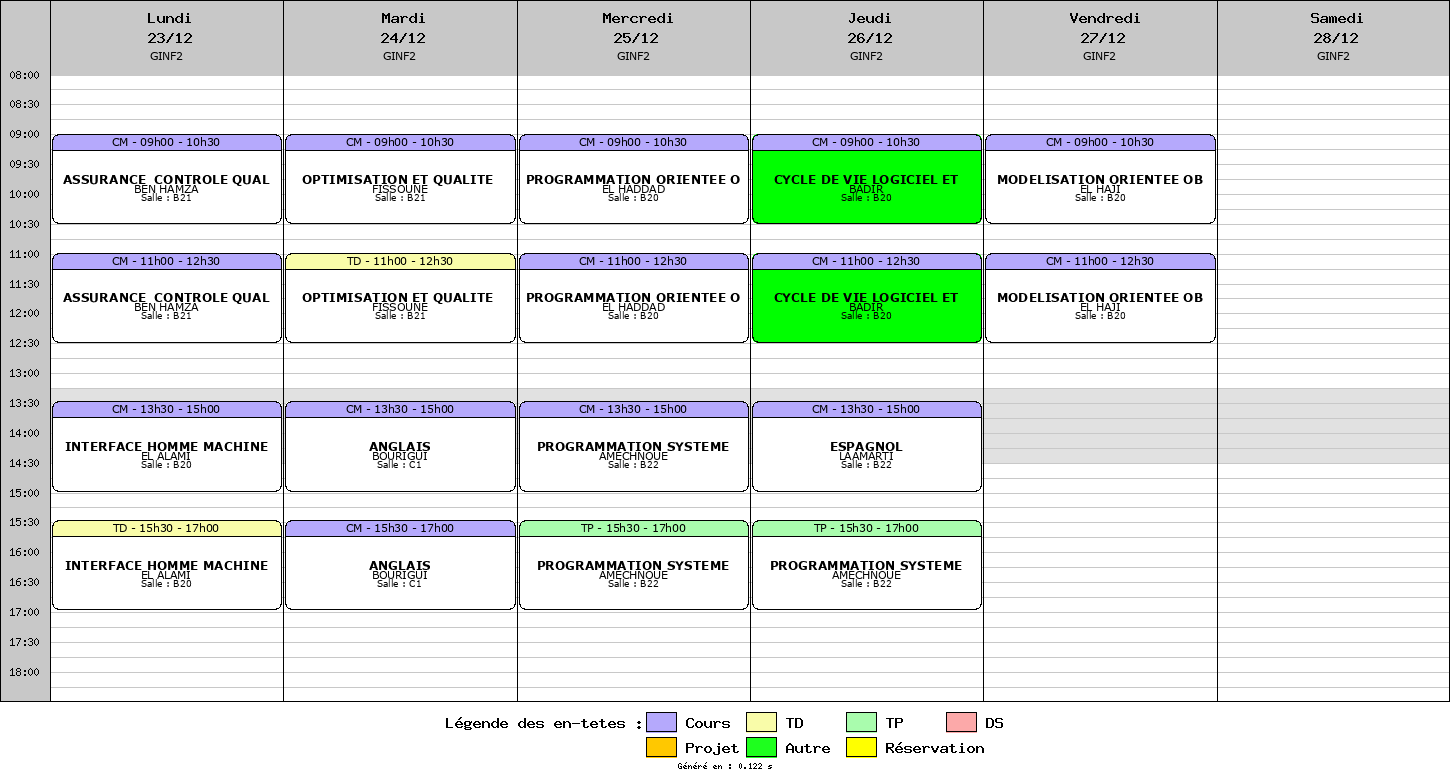 Lundi
23/12
GINF2
Mardi
24/12
GINF2
Mercredi
25/12
GINF2
Jeudi
26/12
GINF2
Vendredi
27/12
GINF2
Samedi
28/12
GINF2
08:00
08:30
09:00
09:30
10:00
10:30
11:00
11:30
12:00
12:30
13:00
13:30
14:00
14:30
15:00
15:30
16:00
16:30
17:00
17:30
18:00
CM - 09h00 - 10h30
ASSURANCE CONTROLE QUAL
BEN HAMZA
Salle : B21
CM - 11h00 - 12h30
ASSURANCE CONTROLE QUAL
BEN HAMZA
Salle : B21
CM - 13h30 - 15h00
INTERFACE HOMME MACHINE
EL ALAMI
Salle : B20
TD - 15h30 - 17h00
INTERFACE HOMME MACHINE
EL ALAMI
Salle : B20
CM - 09h00 - 10h30
OPTIMISATION ET QUALITE
FISSOUNE
Salle : B21
TD - 11h00 - 12h30
OPTIMISATION ET QUALITE
FISSOUNE
Salle : B21
CM - 13h30 - 15h00
ANGLAIS
BOURIGUI
Salle : C1
CM - 15h30 - 17h00
ANGLAIS
BOURIGUI
Salle : C1
CM - 09h00 - 10h30
PROGRAMMATION ORIENTEE O
EL HADDAD
Salle : B20
CM - 11h00 - 12h30
PROGRAMMATION ORIENTEE O
EL HADDAD
Salle : B20
CM - 13h30 - 15h00
PROGRAMMATION SYSTEME
AMECHNOUE
Salle : B22
TP - 15h30 - 17h00
PROGRAMMATION SYSTEME
AMECHNOUE
Salle : B22
CM - 09h00 - 10h30
CYCLE DE VIE LOGICIEL ET
BADIR
Salle : B20
CM - 11h00 - 12h30
CYCLE DE VIE LOGICIEL ET
BADIR
Salle : B20
CM - 13h30 - 15h00
ESPAGNOL
LAAMARTI
Salle : B22
TP - 15h30 - 17h00
PROGRAMMATION SYSTEME
AMECHNOUE
Salle : B22
CM - 09h00 - 10h30
MODELISATION ORIENTEE OB
EL HAJI
Salle : B20
CM - 11h00 - 12h30
MODELISATION ORIENTEE OB
EL HAJI
Salle : B20
Légende des en-tetes : Cours TD TP DS
Projet Autre Réservation
Généré en : 0.122 s